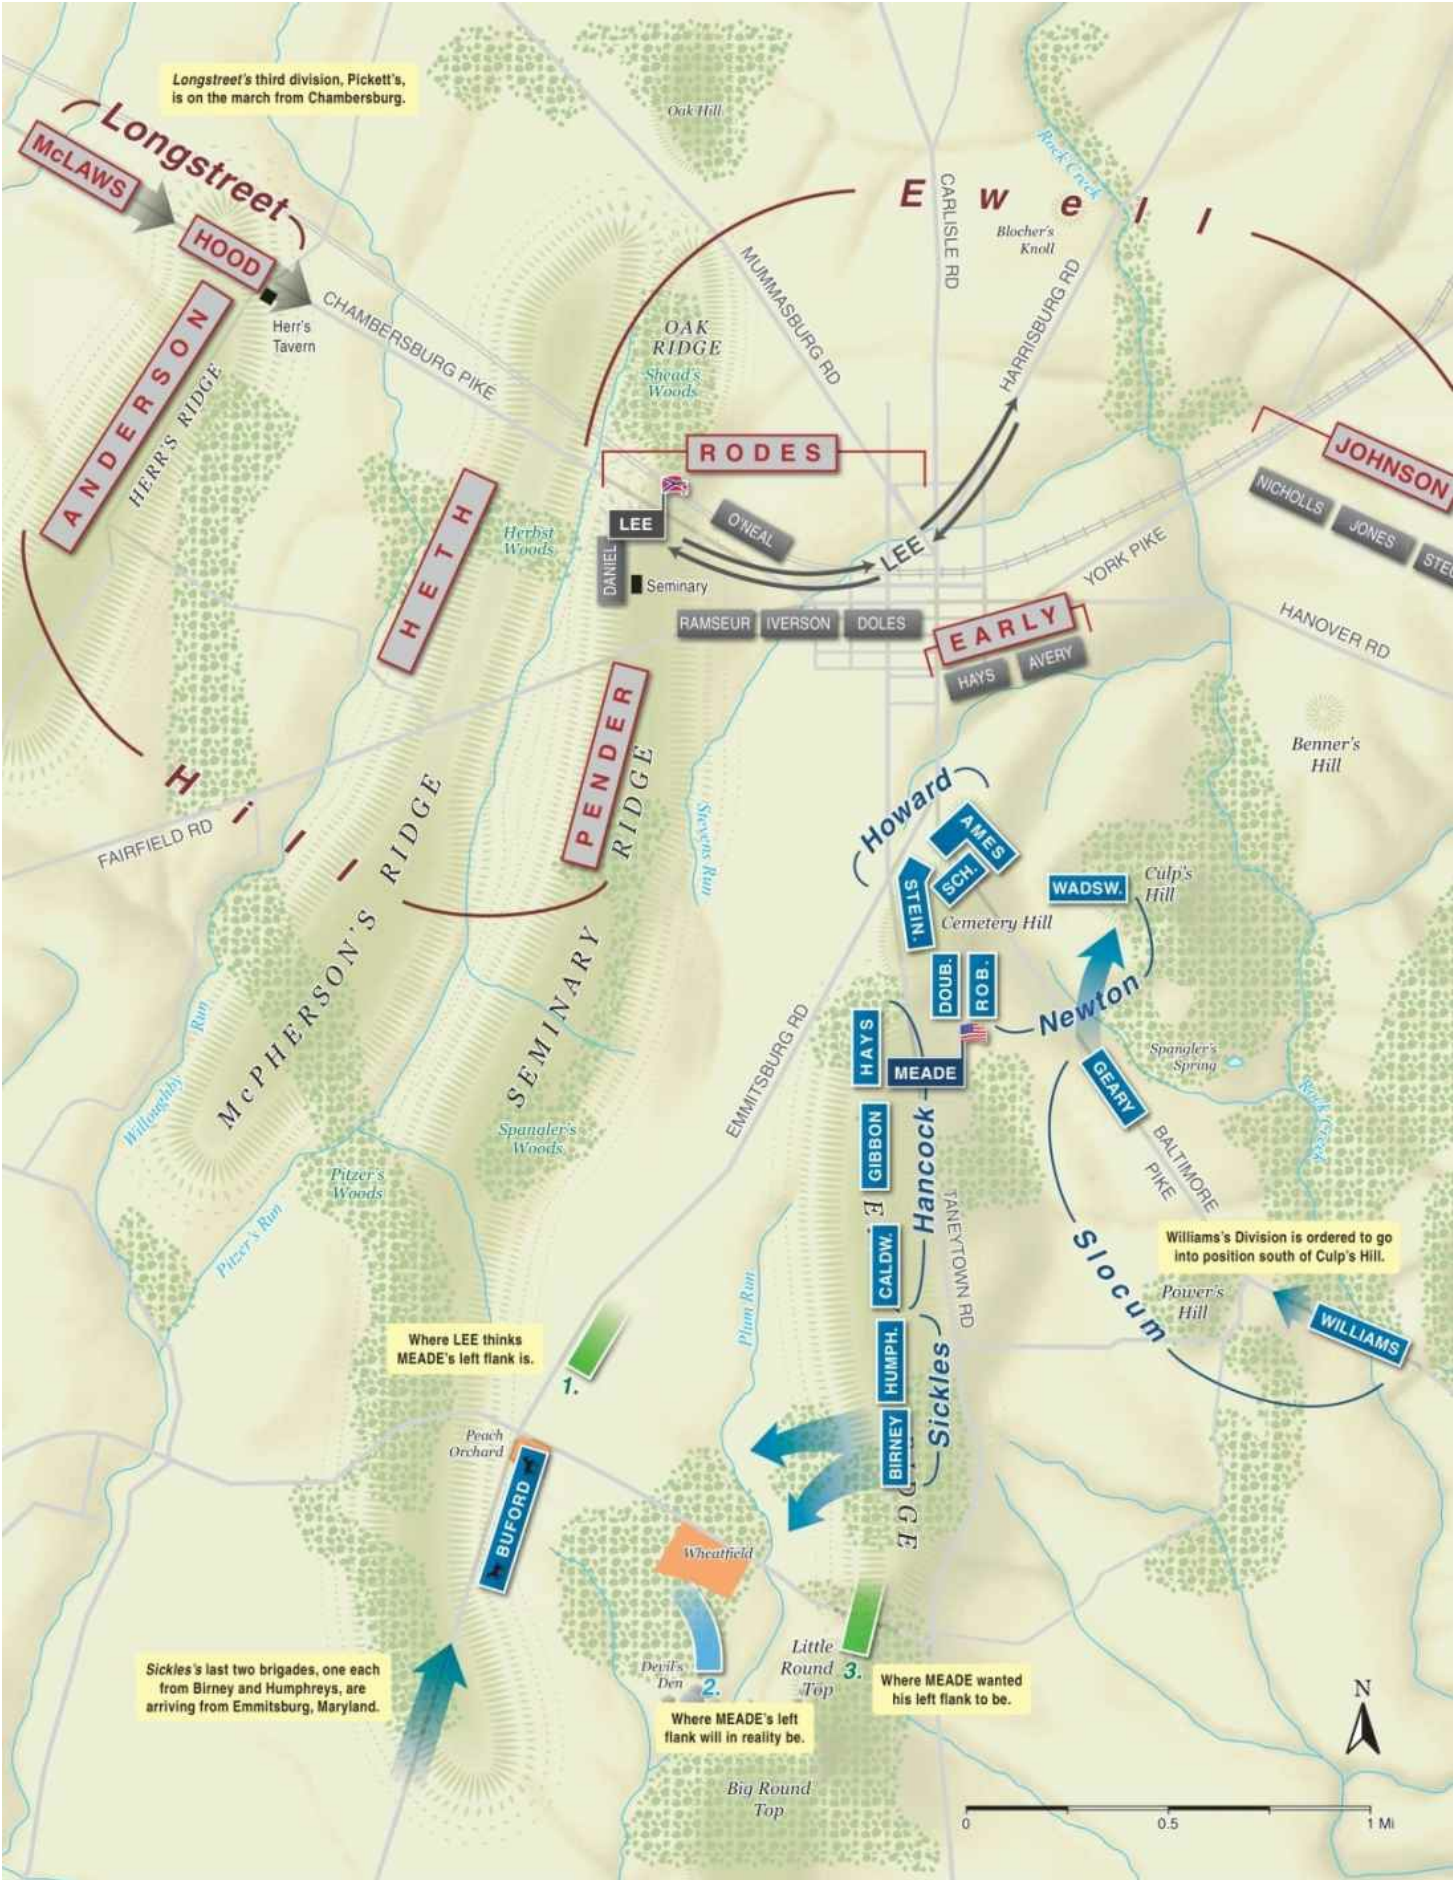 Longstreet's third division, Pickett's,
is on the march from Chambersburg.
Oak Hill
Longstreet
McLAWS
HOOD
Herr's
Tavern
CHAMBERSBURG PIKE
ANDERSON
HERR'S RIDGE
Rock Creek
Ewell
CARLISLE RD
Blocher's
Knoll
MUMMASBURG RD
HARRISBURG RD
OAK
RIDGE
Shead's
Woods
RODES
JOHNSON
NICHOLLS
JONES
HETH
Herbst
Woods
LEE
O'NEAL
DANIEL
Seminary
LEE
YORK PIKE
RAMSEUR
IVERSON
DOLES
EARLY
HAYS
AVERY
HANOVER RD
Benner's
Hill
PENDER
Hill
FAIRFIELD RD
McPHERSON'S RIDGE
SEMINARY RIDGE
Stevens Run
Howard
AMES
SCH.
STEIN.
WADSW.
Culp's
Hill
Cemetery Hill
DOUB.
ROB.
Newton
HAYS
MEADE
Spangler's
Spring
GEARY
Rock Creek
EMMITSBURG RD
Willoughby Run
Spangler's
Woods
Pitzer's
Woods
Pitzer's Run
GIBBON
Hancock
E
TANEYTOWN RD
BALTIMORE
PIKE
Slocum
Williams's Division is ordered to go
into position south of Culp's Hill.
CALDW.
Plum Run
Power's
Hill
WILLIAMS
Where LEE thinks
MEADE's left flank is.
1.
HUMPH.
Sickles
BIRNEY
DGE
Peach
Orchard
BUFORD
Wheatfield
Sickles's last two brigades, one each
from Birney and Humphreys, are
arriving from Emmitsburg, Maryland.
Devil's
Den
2.
Little
Round
Top
3.
Where MEADE wanted
his left flank to be.
Where MEADE's left
flank will in reality be.
Big Round
Top
N
0 0.5 1 Mi